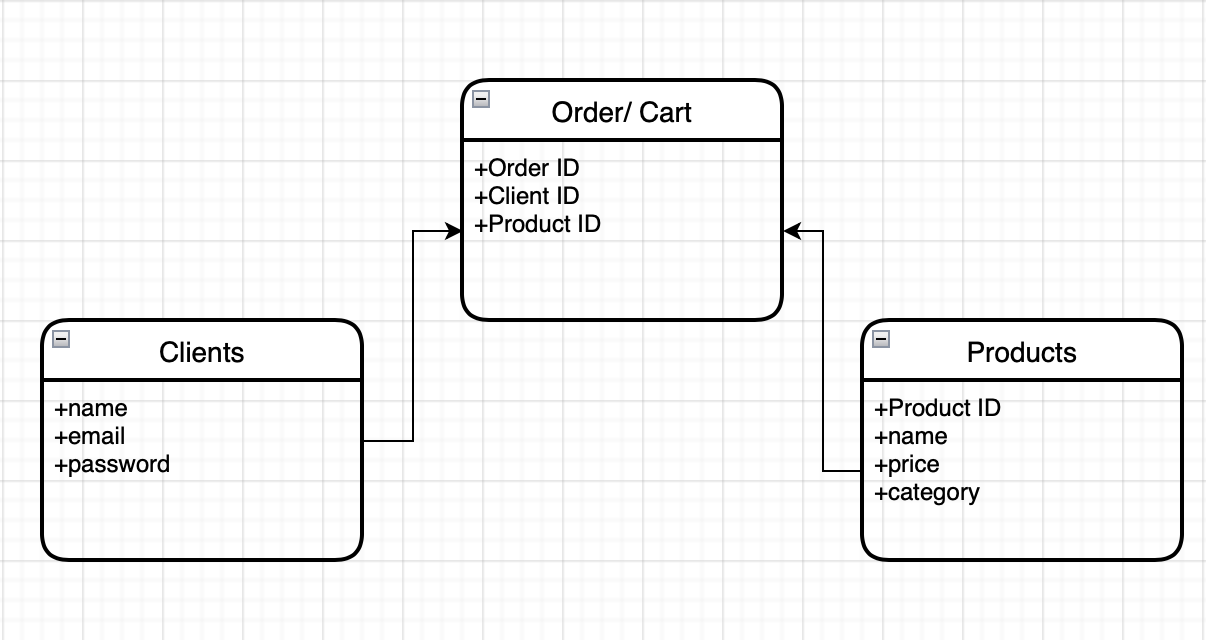 Order/ Cart
+Order ID
+Client ID
+Product ID
Clients
+name
+email
+password
Products
+Product ID
+name
+price
+category